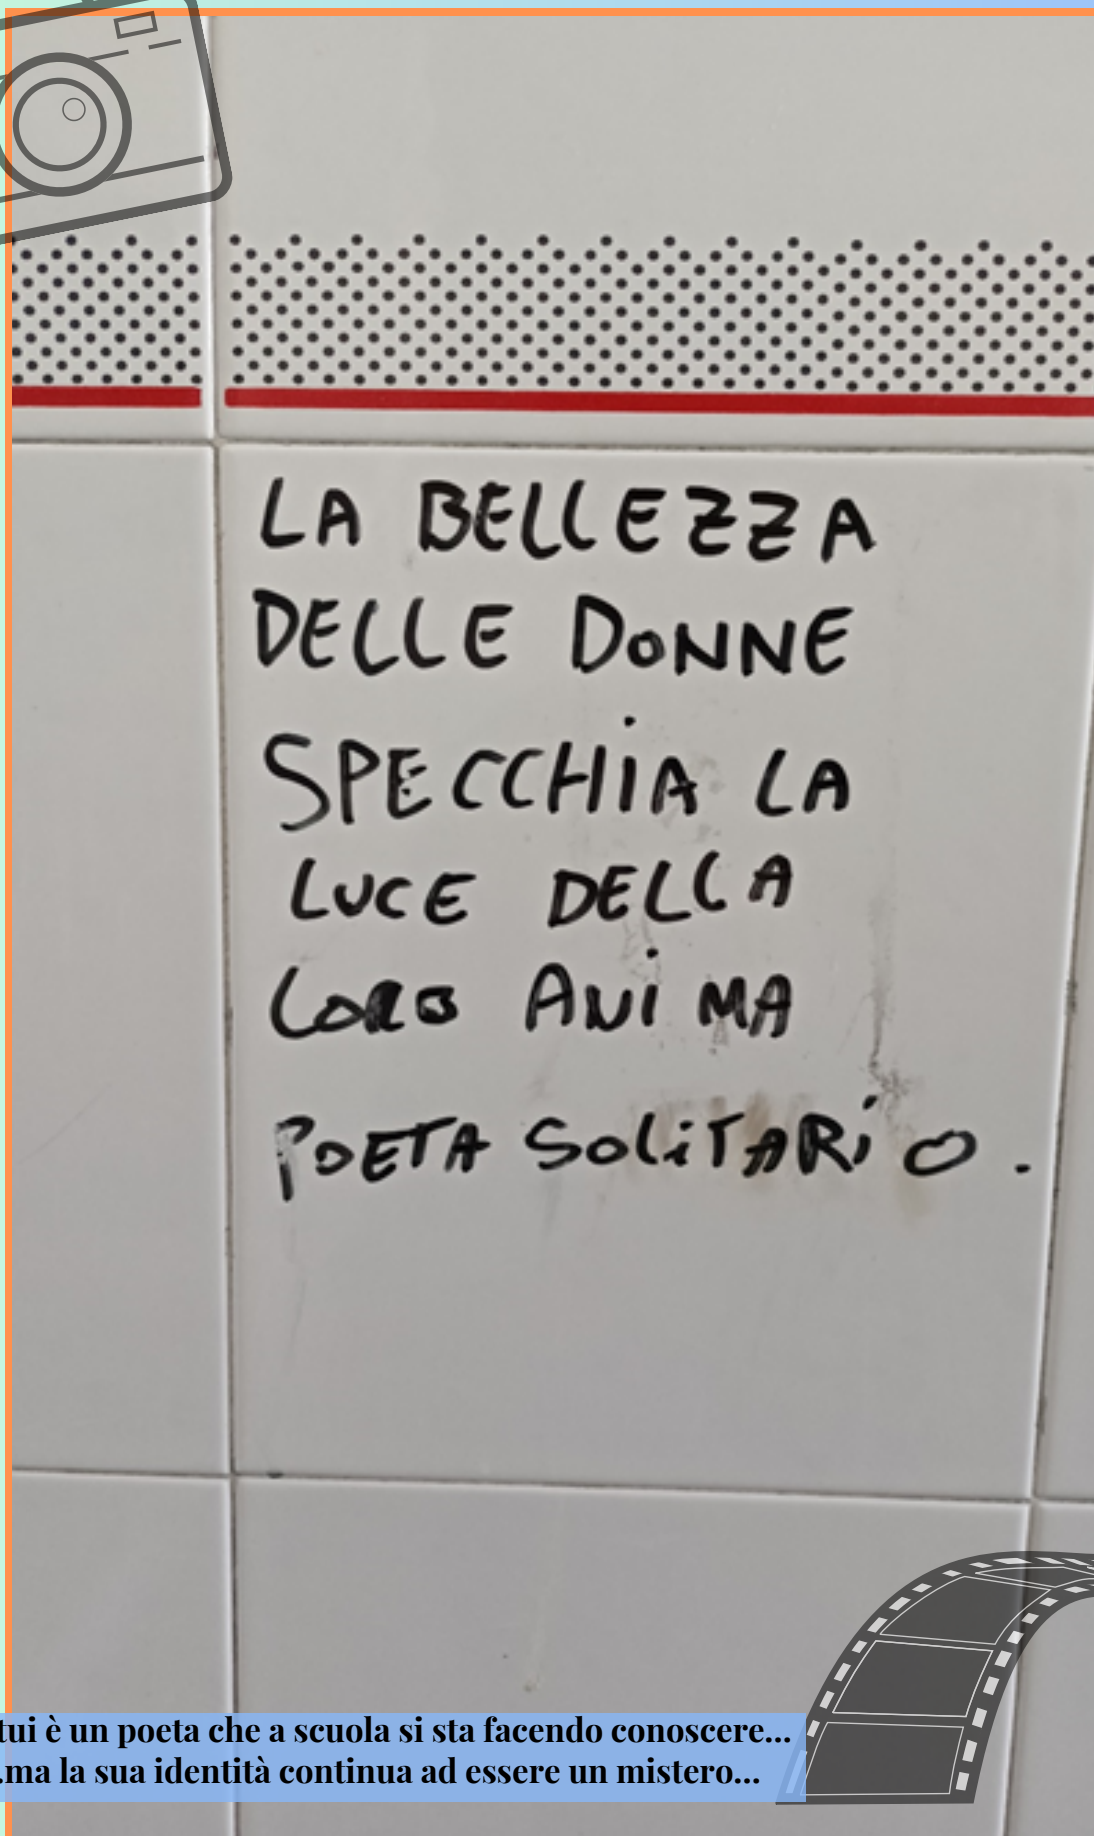 LA BELLEZZA
DELLE DONNE
SPECCHIA LA
LUCE DELLA
LORO ANIMA
POETA SOLITARIO.
tui è un poeta che a scuola si sta facendo conoscere...
.ma la sua identità continua ad essere un mistero...